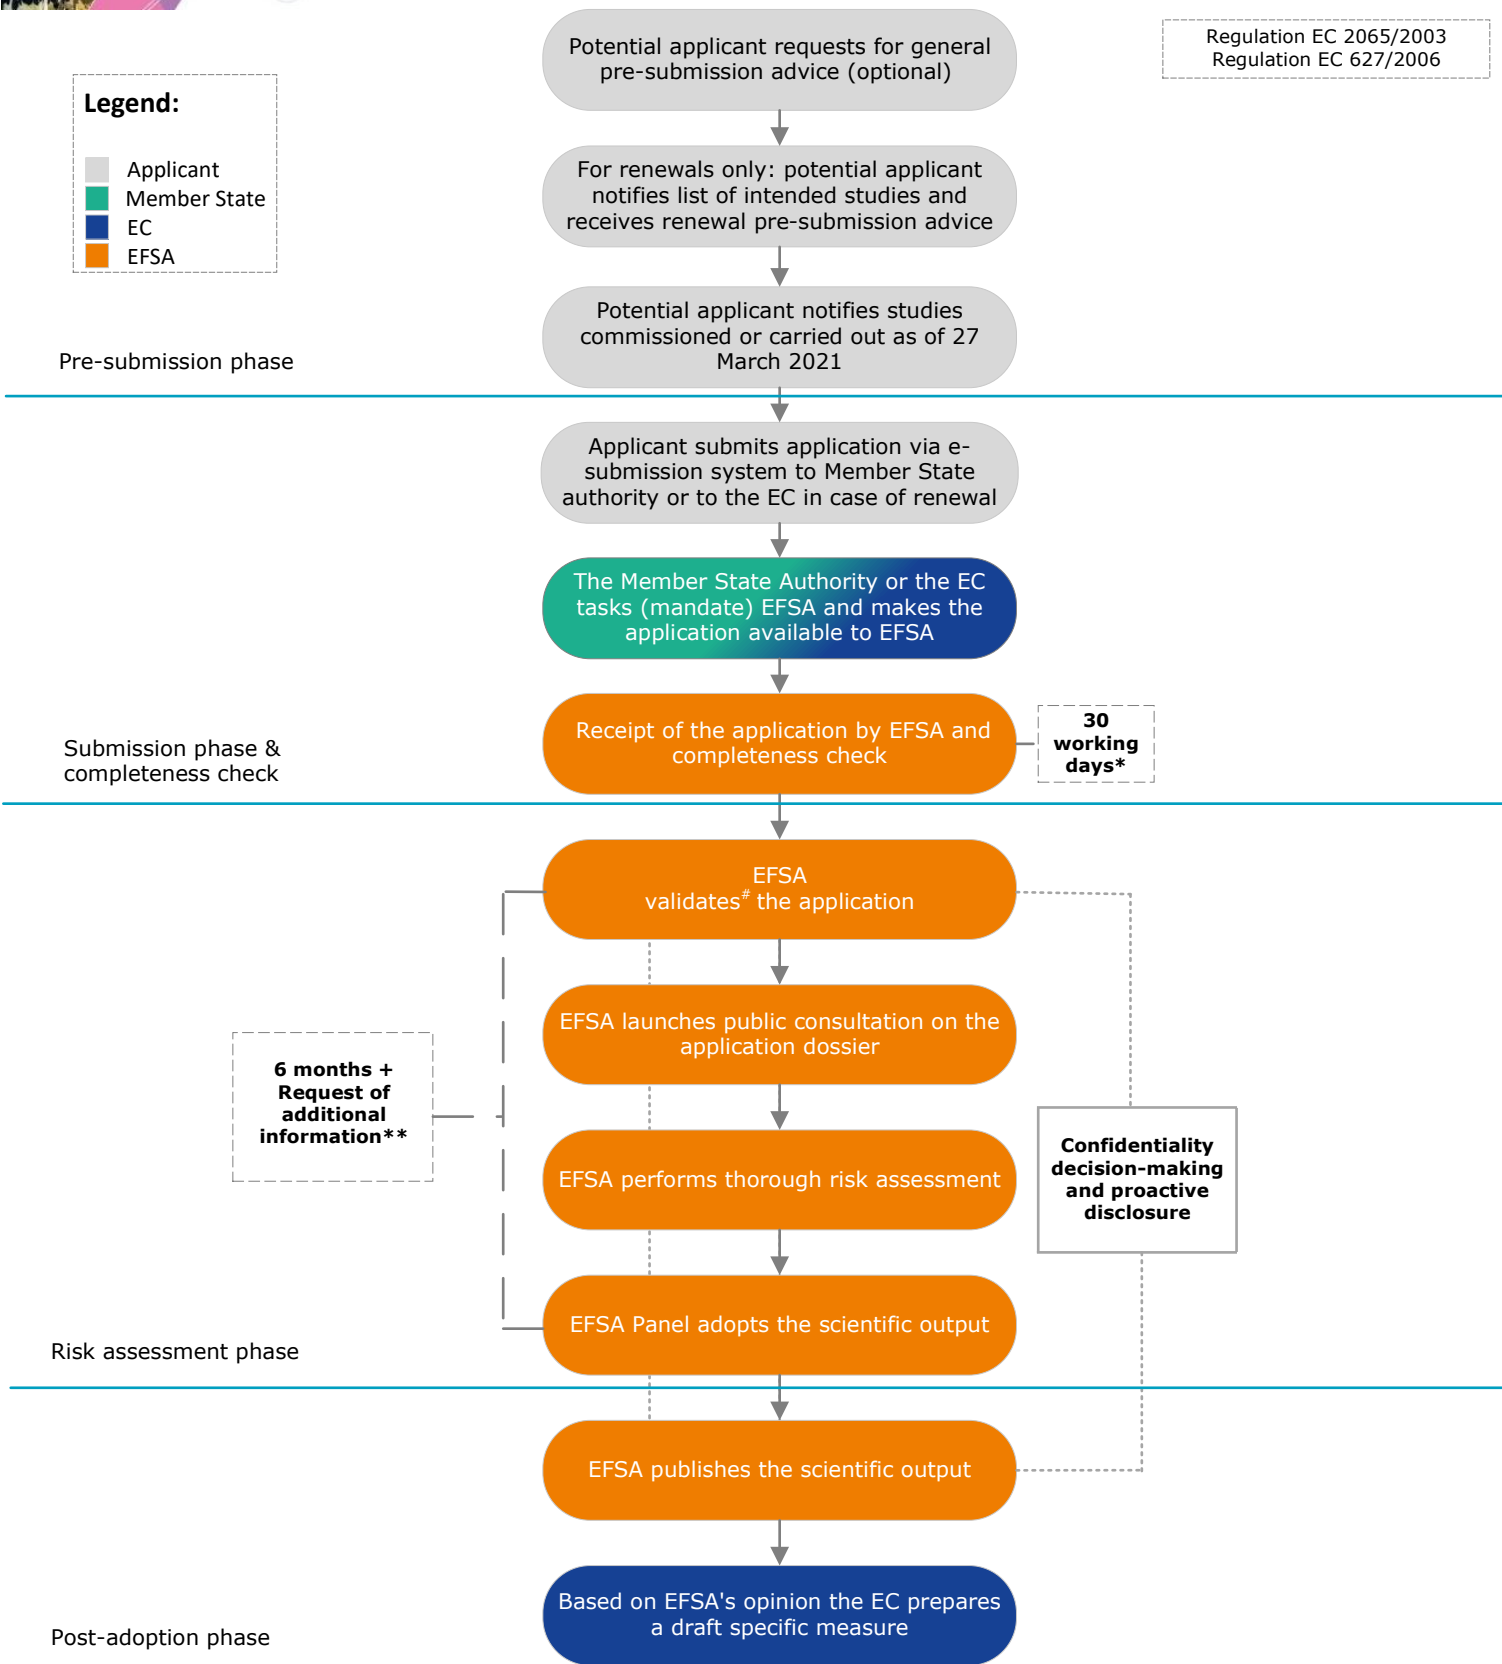 Potential applicant requests for general
pre-submission advice (optional)
Regulation EC 2065/2003
Regulation EC 627/2006
Legend:
Applicant
Member State
EC
EFSA
For renewals only: potential applicant
notifies list of intended studies and
receives renewal pre-submission advice
Potential applicant notifies studies
commissioned or carried out as of 27
March 2021
Pre-submission phase
Applicant submits application via e-
submission system to Member State
authority or to the EC in case of renewal
The Member State Authority or the EC
tasks (mandate) EFSA and makes the
application available to EFSA
Receipt of the application by EFSA and
completeness check
30
working
days*
Submission phase &
completeness check
EFSA
validates# the application
EFSA launches public consultation on the
application dossier
6 months +
Request of
additional
information**
EFSA performs thorough risk assessment
Confidentiality
decision-making
and proactive
disclosure
EFSA Panel adopts the scientific output
Risk assessment phase
EFSA publishes the scientific output
Based on EFSA's opinion the EC prepares
a draft specific measure
Post-adoption phase